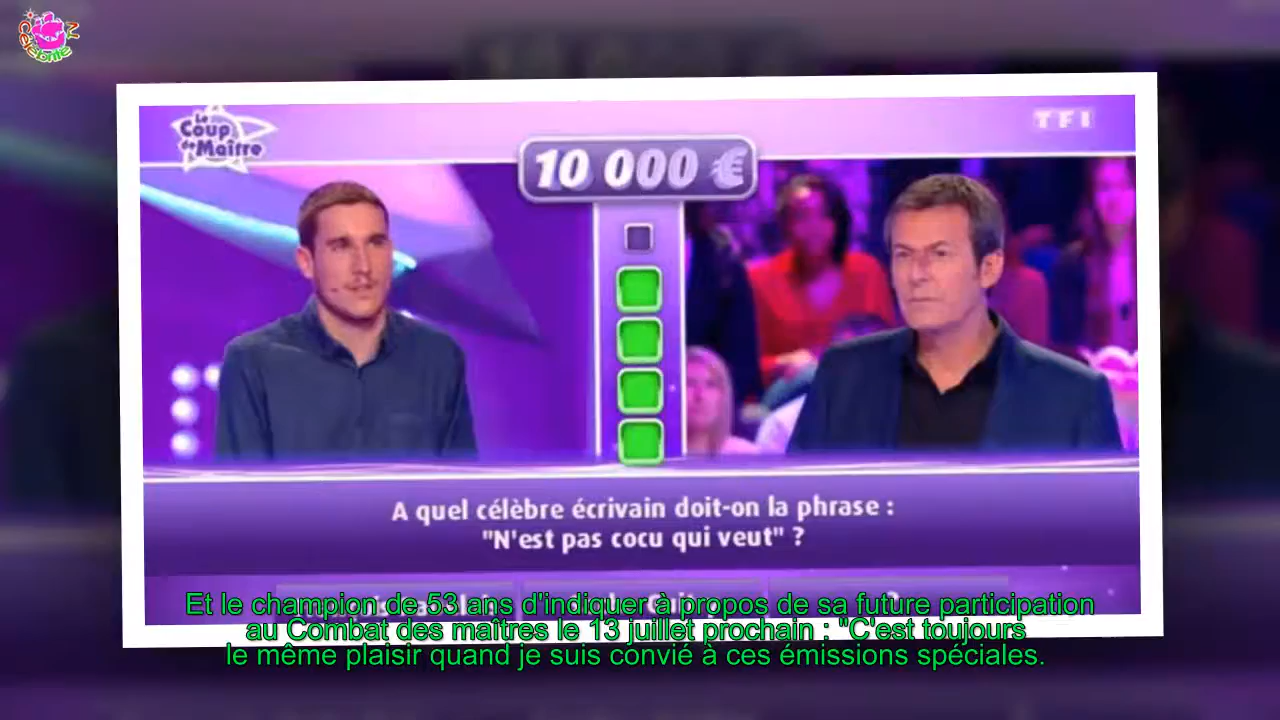 Célébrité
N
Le
Coup
de Maître
TF1
10 000 €
A quel célèbre écrivain doit-on la phrase :
"N'est pas cocu qui veut" ?
Et le champion de 53 ans d'indiquer à propos de sa future participation
au Combat des maîtres le 13 juillet prochain : "C'est toujours
le même plaisir quand je suis convié à ces émissions spéciales.